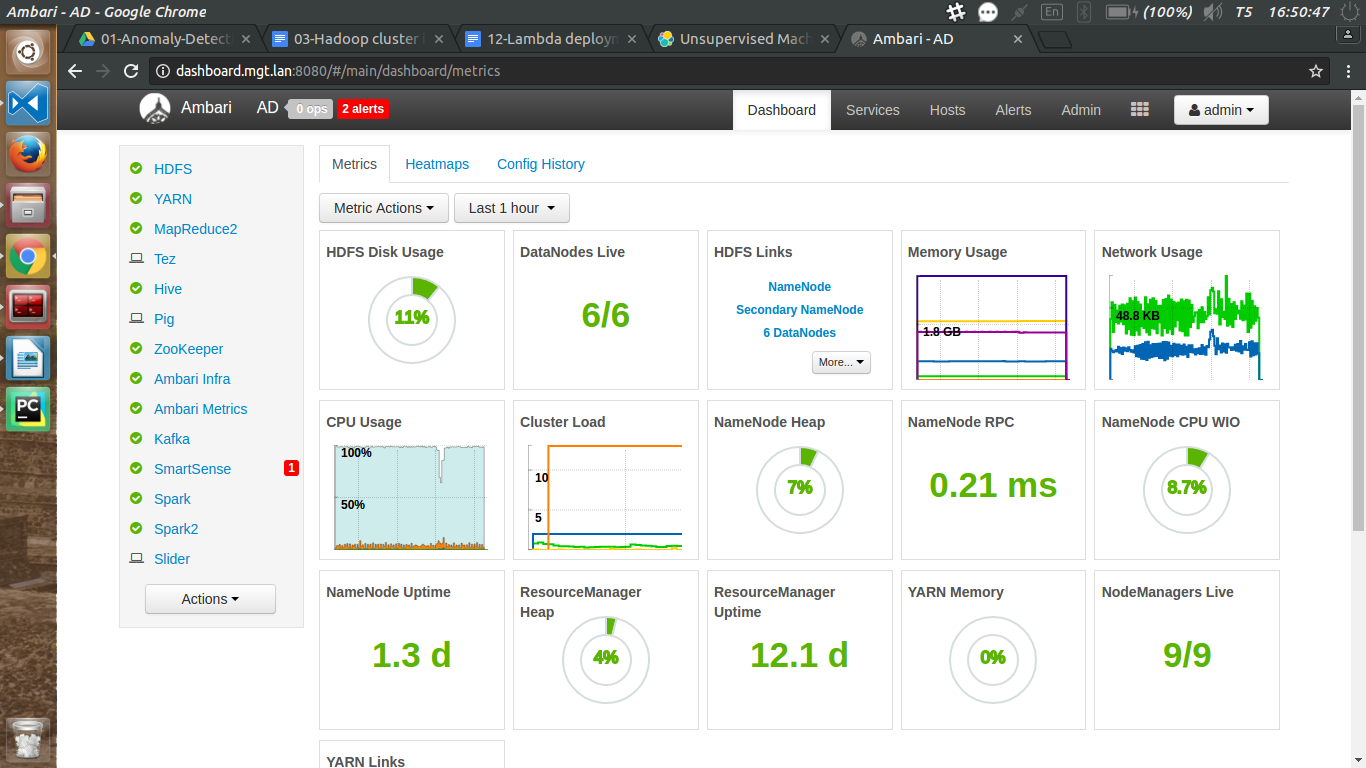 Ambari - AD - Google Chrome
En
(100%)
T5
16:50:47
01-Anomaly-Detect
03-Hadoop cluster
12-Lambda deployn
Unsupervised Mach
Ambari - AD
dashboard.mgt.lan:8080/#/main/dashboard/metrics
Ambari
AD
0 ops
2 alerts
Dashboard
Services
Hosts
Alerts
Admin
admin
HDFS
YARN
MapReduce2
Tez
Hive
Pig
ZooKeeper
Ambari Infra
Ambari Metrics
Kafka
SmartSense
1
Spark
Spark2
Slider
Actions
Metrics
Heatmaps
Config History
Metric Actions
Last 1 hour
HDFS Disk Usage
11%
DataNodes Live
6/6
HDFS Links
NameNode
Secondary NameNode
6 DataNodes
More...
Memory Usage
1.8 GB
Network Usage
48.8 KB
CPU Usage
100%
50%
Cluster Load
10
5
NameNode Heap
7%
NameNode RPC
0.21 ms
NameNode CPU WIO
8.7%
NameNode Uptime
1.3 d
ResourceManager
Heap
4%
ResourceManager
Uptime
12.1 d
YARN Memory
0%
NodeManagers Live
9/9
YARN Links
PC